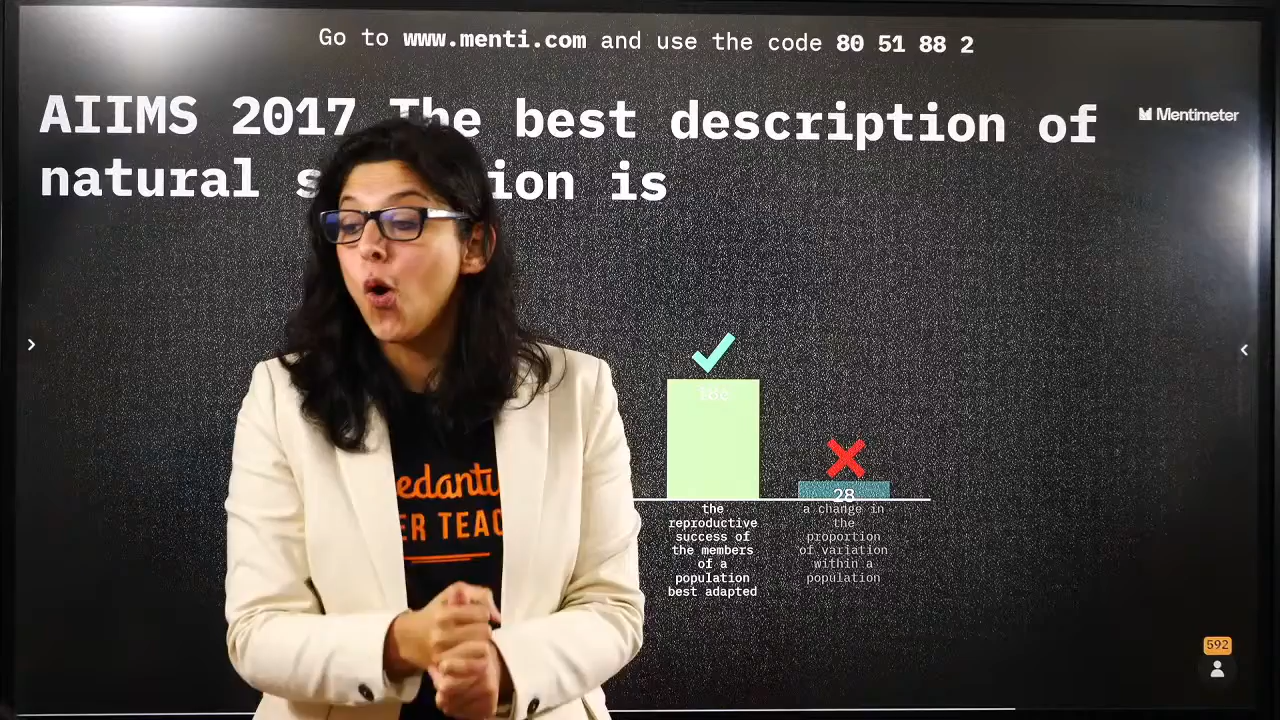 Go to www.menti.com and use the code 80 51 88 2
AIIMS 2017 The best description of
Mentimeter
natural s ion is
28
the
reproductive
success of
the members
of a
population
best adapted
a change in
the
proportion
of variation
within a
population
edanti
ER TEAC
592